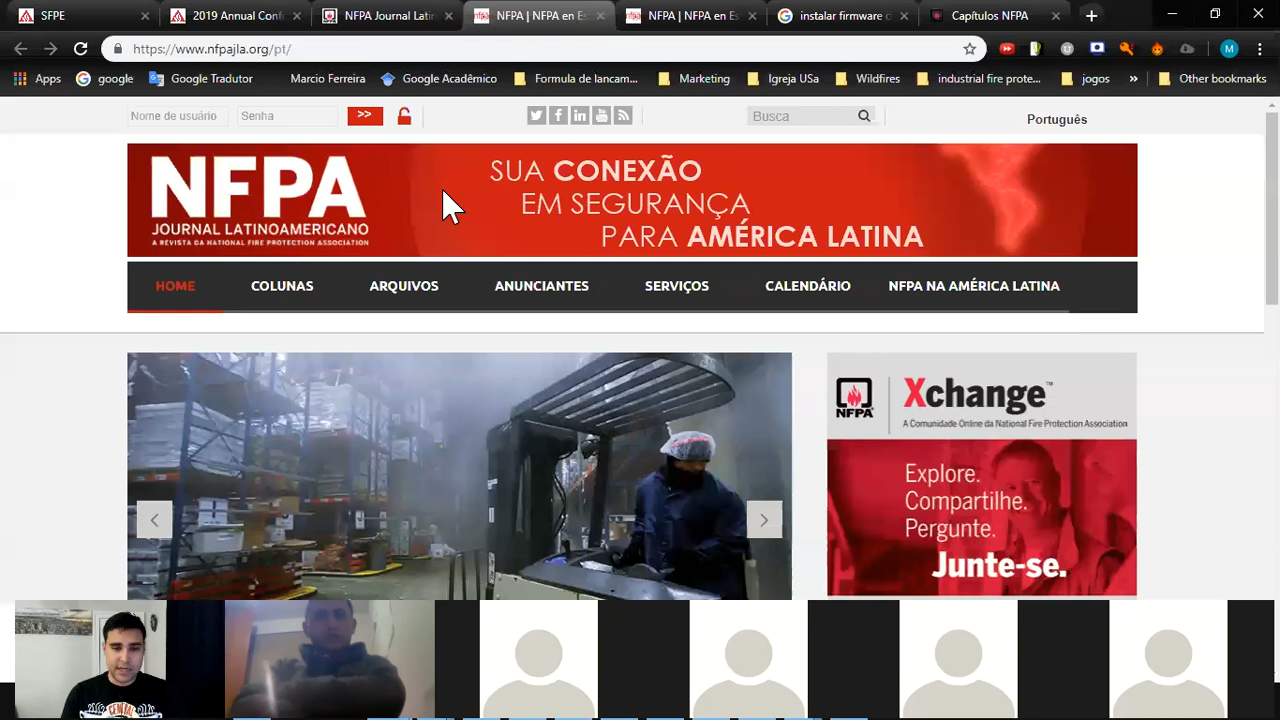 SFPE
2019 Annual Conf
NFPA Journal Latin
NFPA | NFPA en Es
NFPA | NFPA en Es
instalar firmware o
Capítulos NFPA
https://www.nfpajla.org/pt/
M
Apps
google
Google Tradutor
Marcio Ferreira
Google Acadêmico
Formula de lancam...
Marketing
Igreja USa
Wildfires
industrial fire prote...
jogos
»
Other bookmarks
Nome de usuário
Senha
>>
Busca
Português
NFPA
JOURNAL LATINOAMERICANO
A REVISTA DA NATIONAL FIRE PROTECTION ASSOCIATION
SUA CONEXÃO
EM SEGURANÇA
PARA AMÉRICA LATINA
HOME
COLUNAS
ARQUIVOS
ANUNCIANTES
SERVIÇOS
CALENDÁRIO
NFPA NA AMÉRICA LATINA
NFPA
Xchange™
A Comunidade Online da National Fire Protection Association
Explore.
Compartilhe.
Pergunte.
Junte-se.
CENTRAL